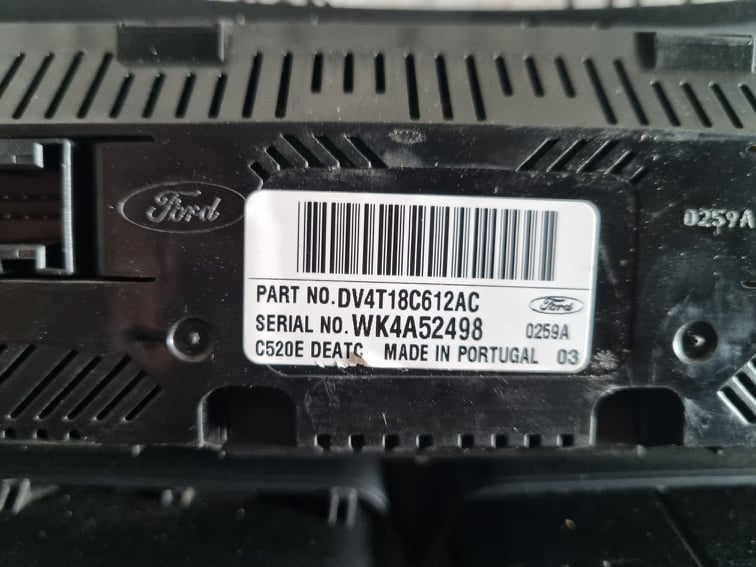 Ford
0259A
PART NO.DV4T18C612AC
Ford
SERIAL NO.WK4A52498
0259A
C520E DEATC MADE IN PORTUGAL 03